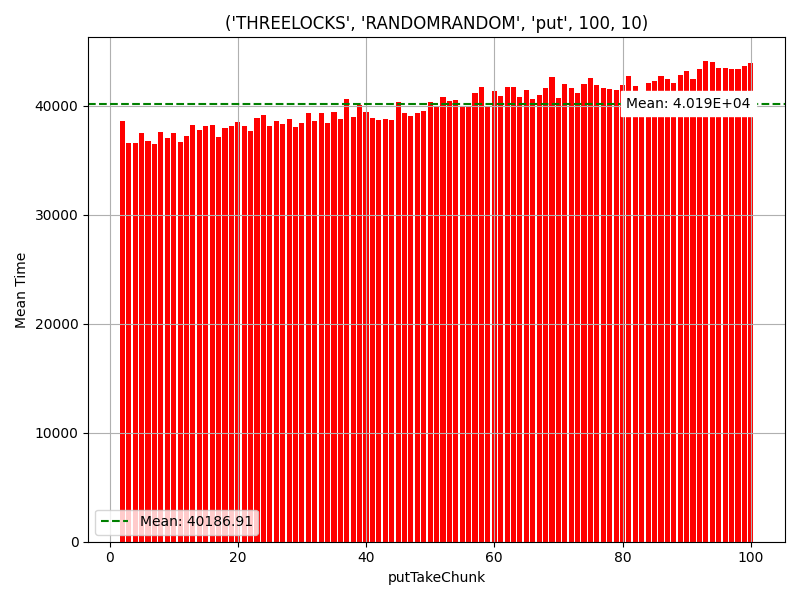 ('THREELOCKS', 'RANDOMRANDOM', 'put', 100, 10)
Mean Time
40000
30000
20000
10000
0
Mean: 4.019E+04
Mean: 40186.91
0 20 40 60 80 100
putTakeChunk